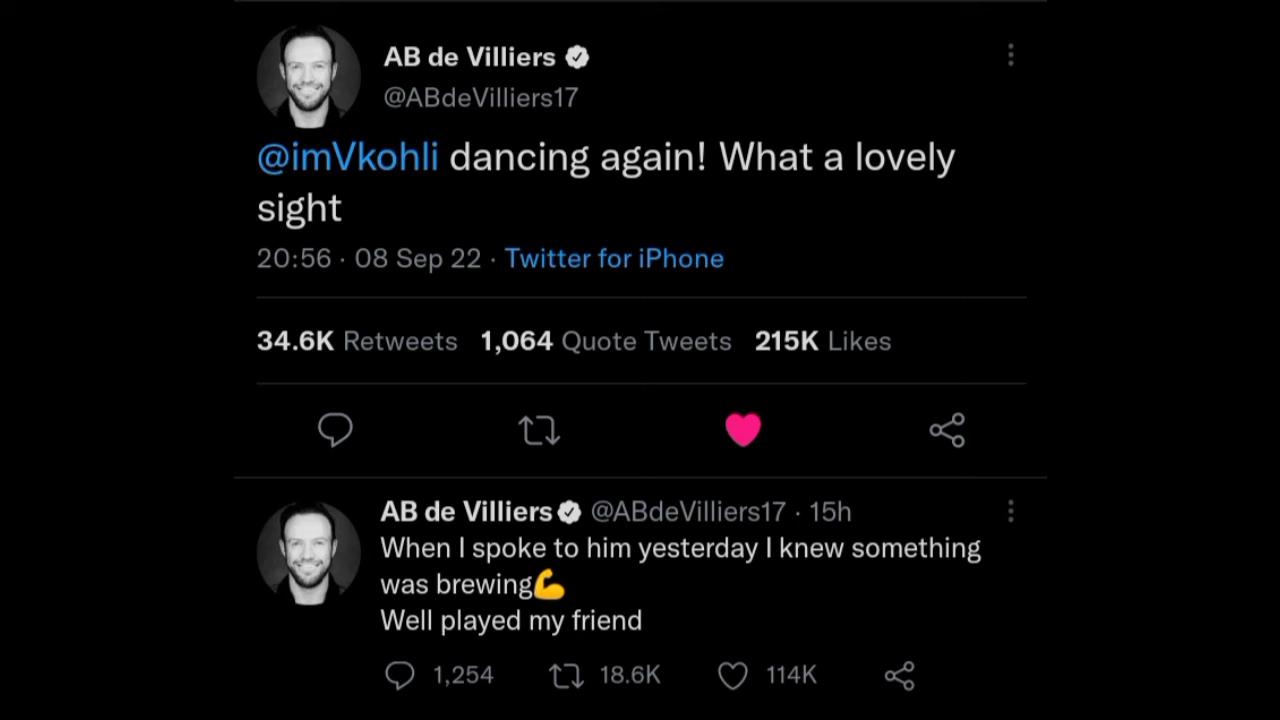 AB de Villiers
@ABdeVilliers17
@imVkohli dancing again! What a lovely
sight
20:56 · 08 Sep 22 · Twitter for iPhone
34.6K Retweets 1,064 Quote Tweets 215K Likes
AB de Villiers @ABdeVilliers17 · 15h
When I spoke to him yesterday I knew something
was brewing💪
Well played my friend
1,254 18.6K 114K